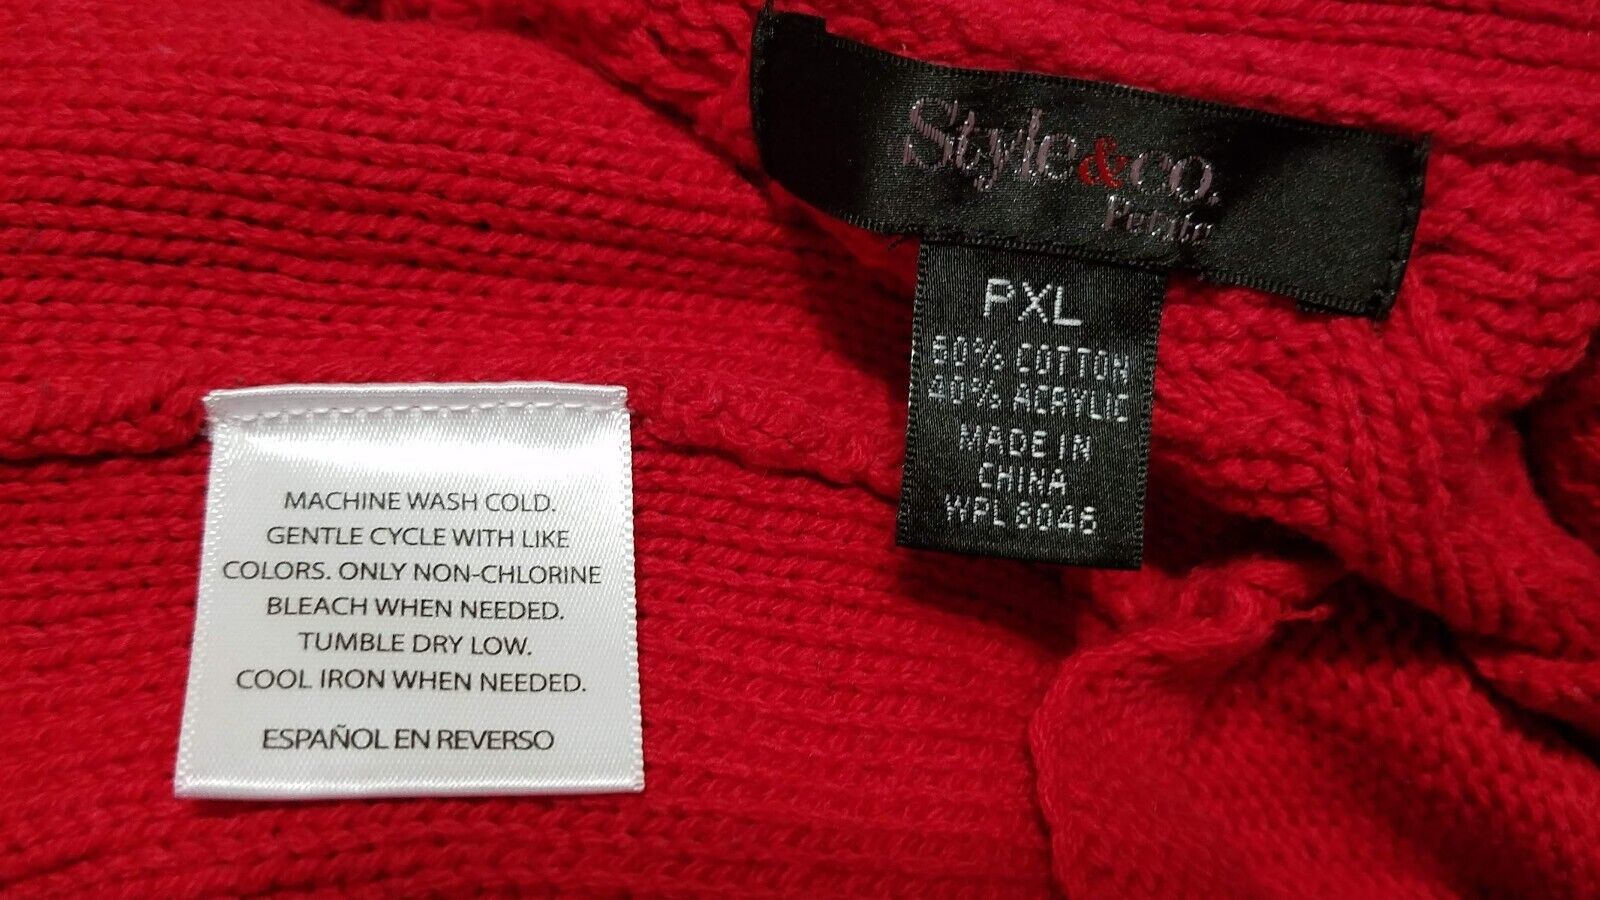 Style&co.
Petite
PXL
60% COTTON
40% ACRYLIC
MADE IN
CHINA
WPL 8046
MACHINE WASH COLD.
GENTLE CYCLE WITH LIKE
COLORS. ONLY NON-CHLORINE
BLEACH WHEN NEEDED.
TUMBLE DRY LOW.
COOL IRON WHEN NEEDED.
ESPAÑOL EN REVERSO